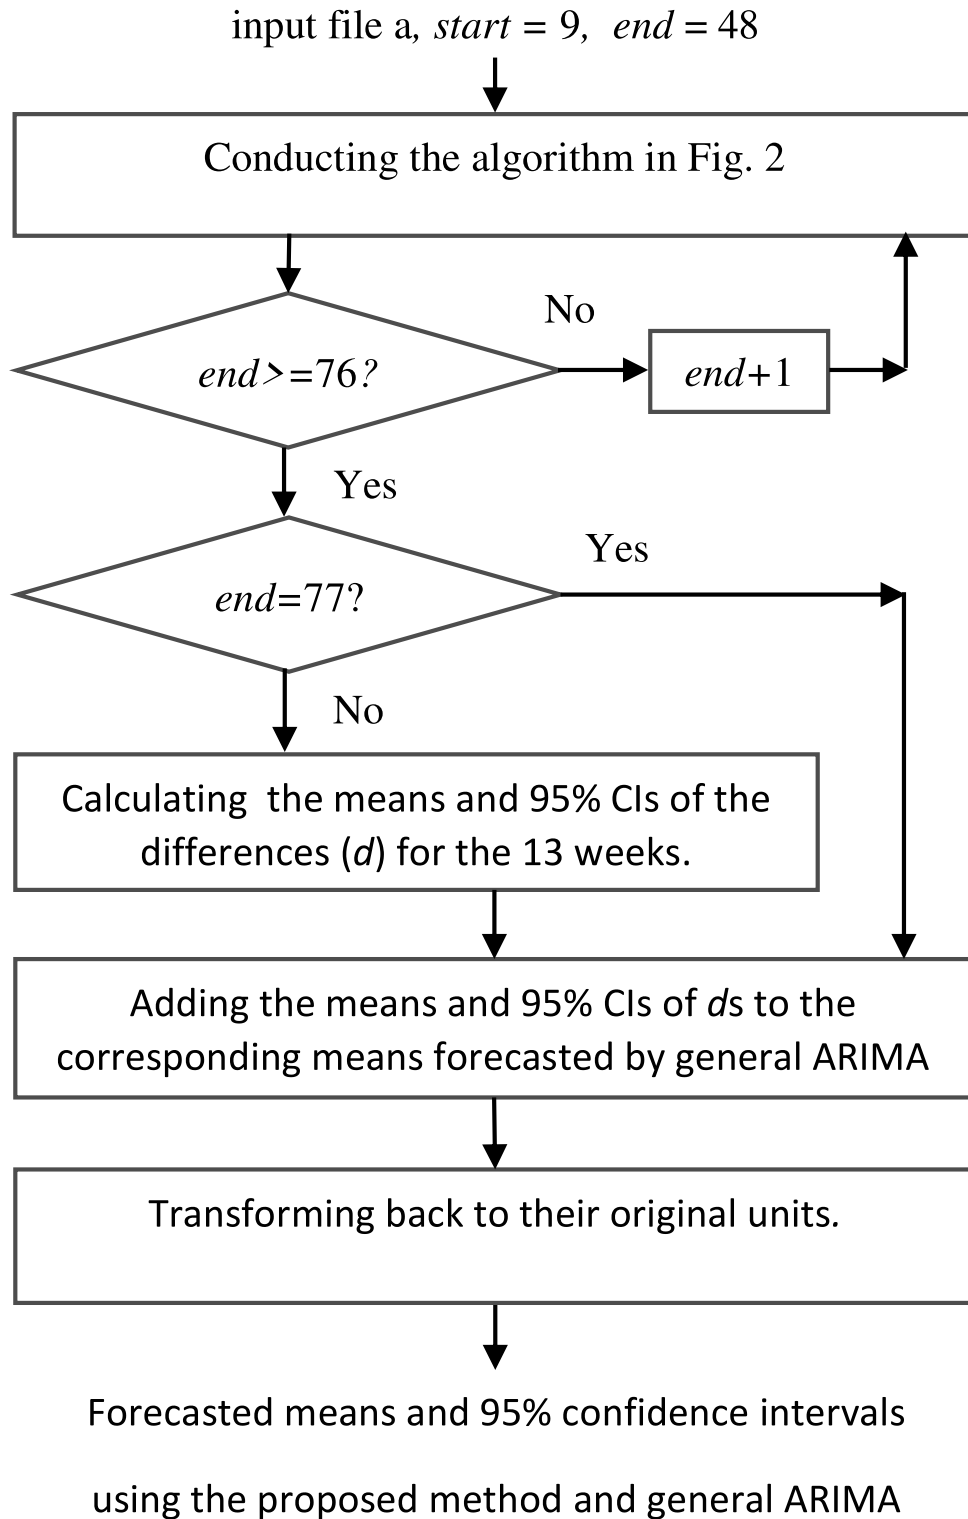 input file a, start = 9, end = 48
Conducting the algorithm in Fig. 2
No
end>=76?
end+1
Yes
Yes
end=77?
No
Calculating the means and 95% CIs of the
differences (d) for the 13 weeks.
Adding the means and 95% CIs of ds to the
corresponding means forecasted by general ARIMA
Transforming back to their original units.
Forecasted means and 95% confidence intervals
using the proposed method and general ARIMA